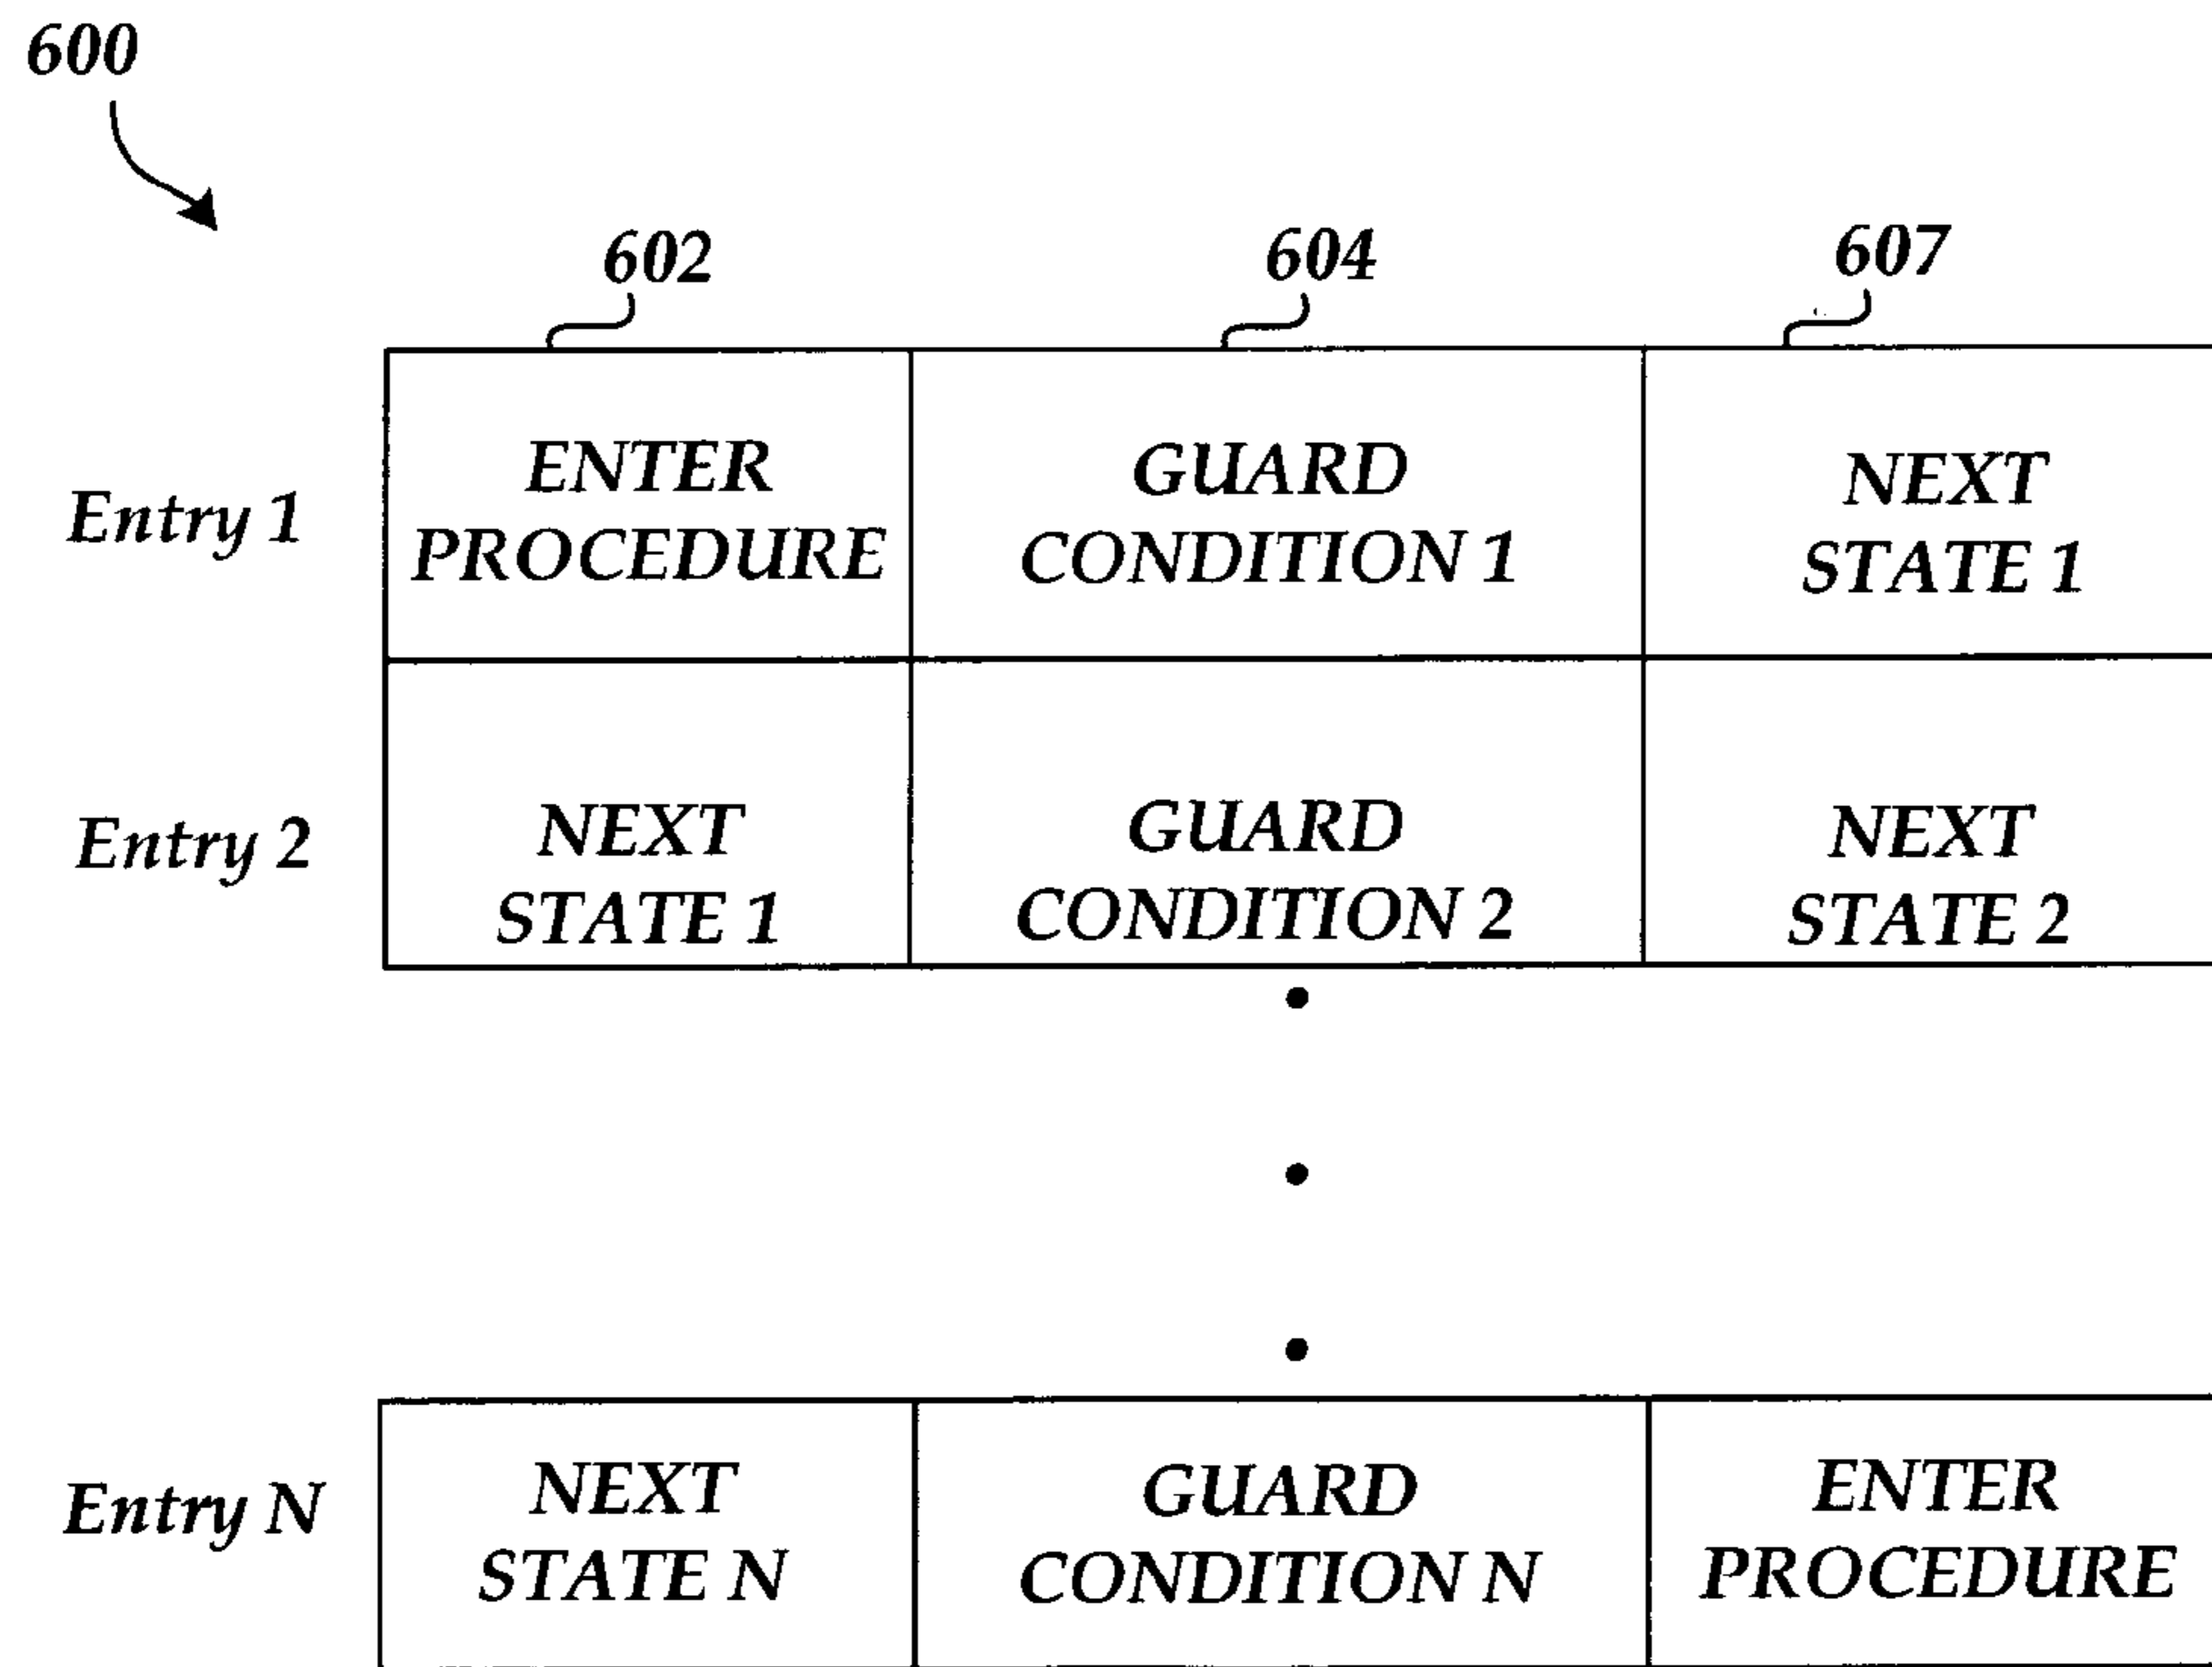 600
602
604
607
Entry 1
ENTER
PROCEDURE
GUARD
CONDITION 1
NEXT
STATE 1
Entry 2
NEXT
STATE 1
GUARD
CONDITION 2
NEXT
STATE 2
Entry N
NEXT
STATE N
GUARD
CONDITION N
ENTER
PROCEDURE